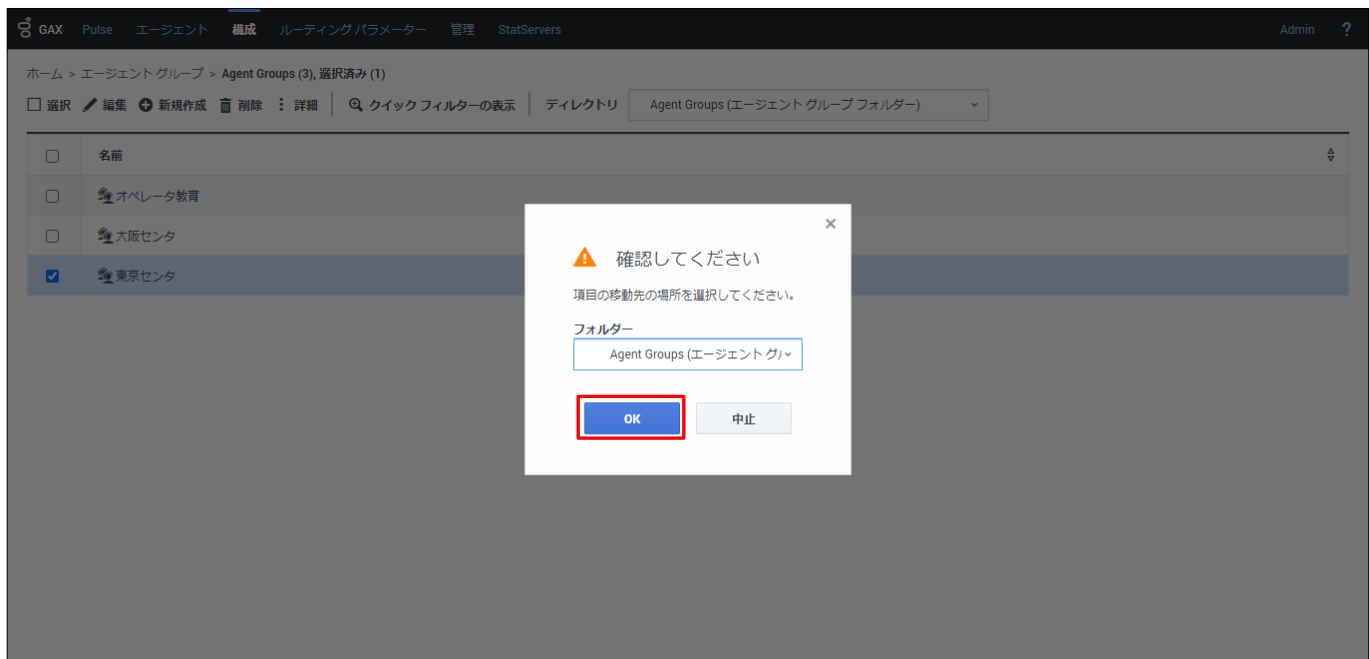 GAX Pulse エージェント 構成 ルーティング パラメーター 管理 StatServers Admin ?
ホーム > エージェント グループ > Agent Groups (3), 選択済み (1)
選択 編集 新規作成 削除 詳細 クイック フィルターの表示 ディレクトリ Agent Groups (エージェント グループ フォルダー)
名前
オペレータ教育
大阪センタ
東京センタ
×
確認してください
項目の移動先の場所を選択してください。
フォルダー
Agent Groups (エージェント グル
OK 中止